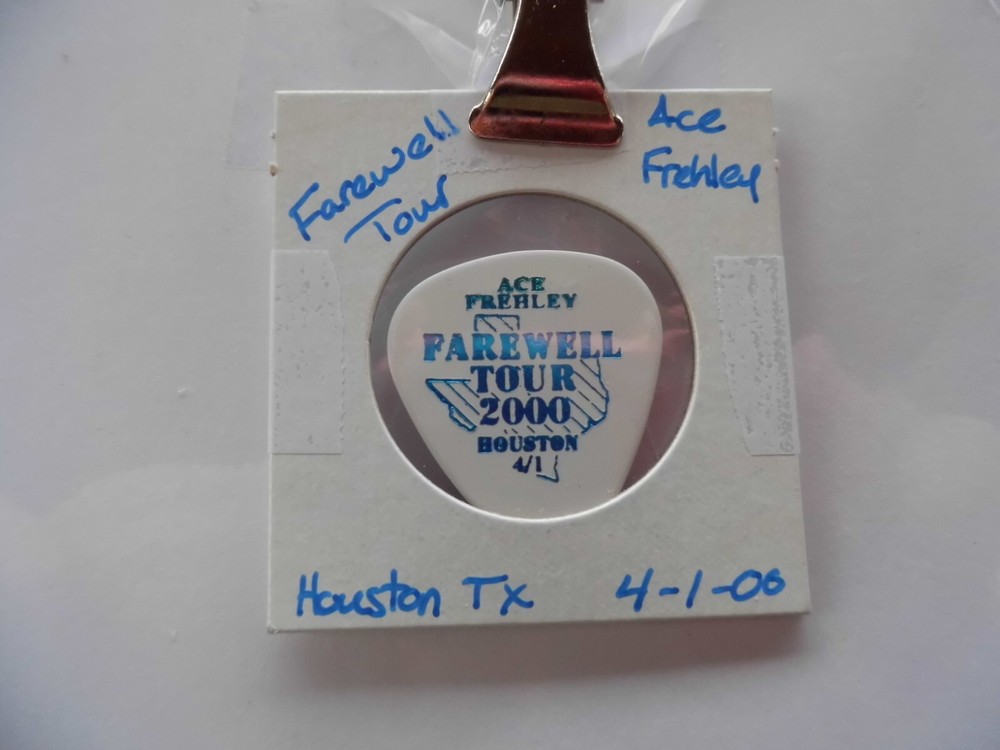 Farewell
Tour
Ace
Frehley
ACE
FREHLEY
FAREWELL
TOUR
2000
HOUSTON
4/1
Houston Tx 4-1-00